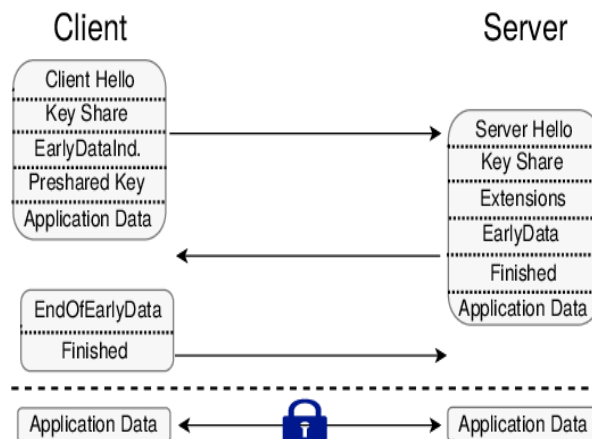 Client
Server
Client Hello
Key Share
EarlyDataInd.
Preshared Key
Application Data
Server Hello
Key Share
Extensions
EarlyData
Finished
Application Data
EndOfEarlyData
Finished
Application Data
Application Data